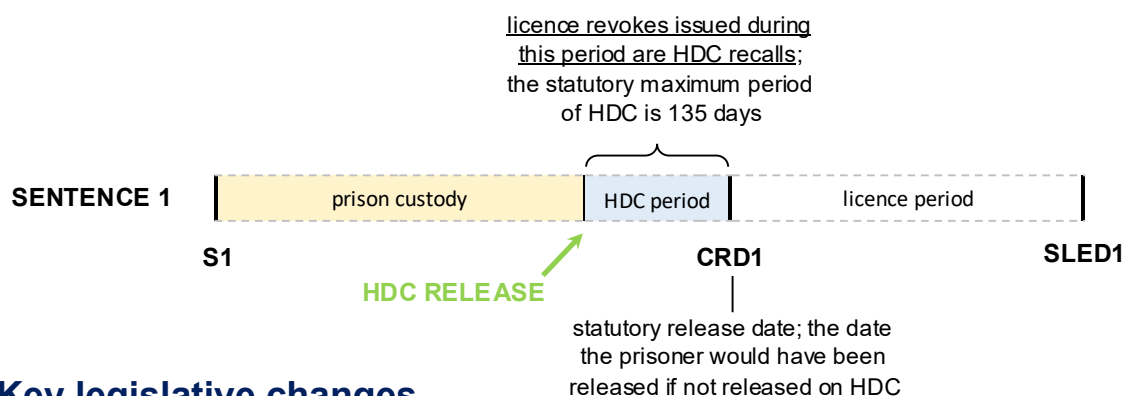 licence revokes issued during
this period are HDC recalls;
the statutory maximum period
of HDC is 135 days
SENTENCE 1
prison custody
HDC period
licence period
S1
CRD1
SLED1
HDC RELEASE
statutory release date; the date
the prisoner would have been
released if not released on HDC
Key legislative changes